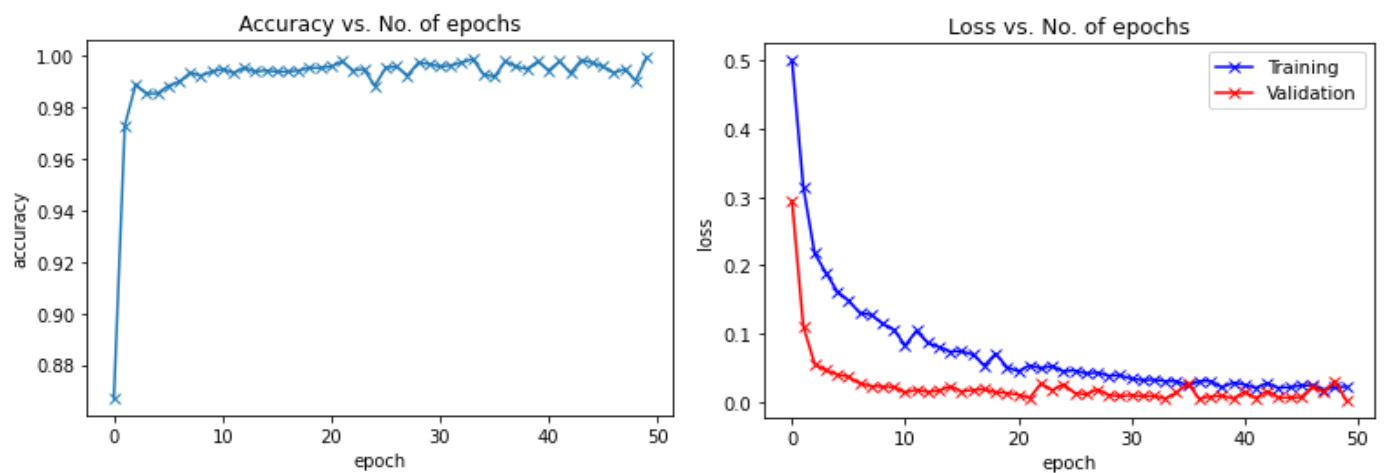 Accuracy vs. No. of epochs
1.00
0.98
0.96
0.94
0.92
0.90
0.88
accuracy
0 10 20 30 40 50
epoch
Loss vs. No. of epochs
Training
Validation
0.5
0.4
0.3
0.2
0.1
0.0
loss
0 10 20 30 40 50
epoch